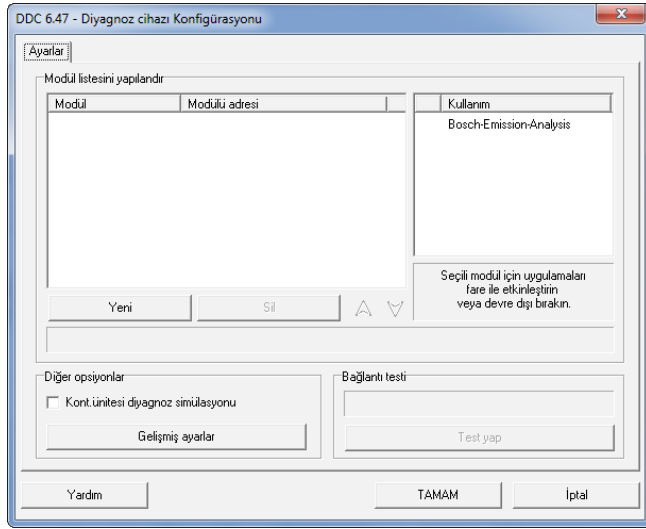 DDC 6.47 - Diyagnoz cihazı Konfigürasyonu
Ayarlar
Modül listesini yapılandır
Modül Modülü adresi
Kullanım
Bosch-Emission-Analysis
Yeni Sil
Seçili modül için uygulamaları
fare ile etkinleştirin
veya devre dışı bırakın.
Diğer opsiyonlar
Kont.ünitesi diyagnoz simülasyonu
Gelişmiş ayarlar
Bağlantı testi
Test yap
Yardım TAMAM İptal